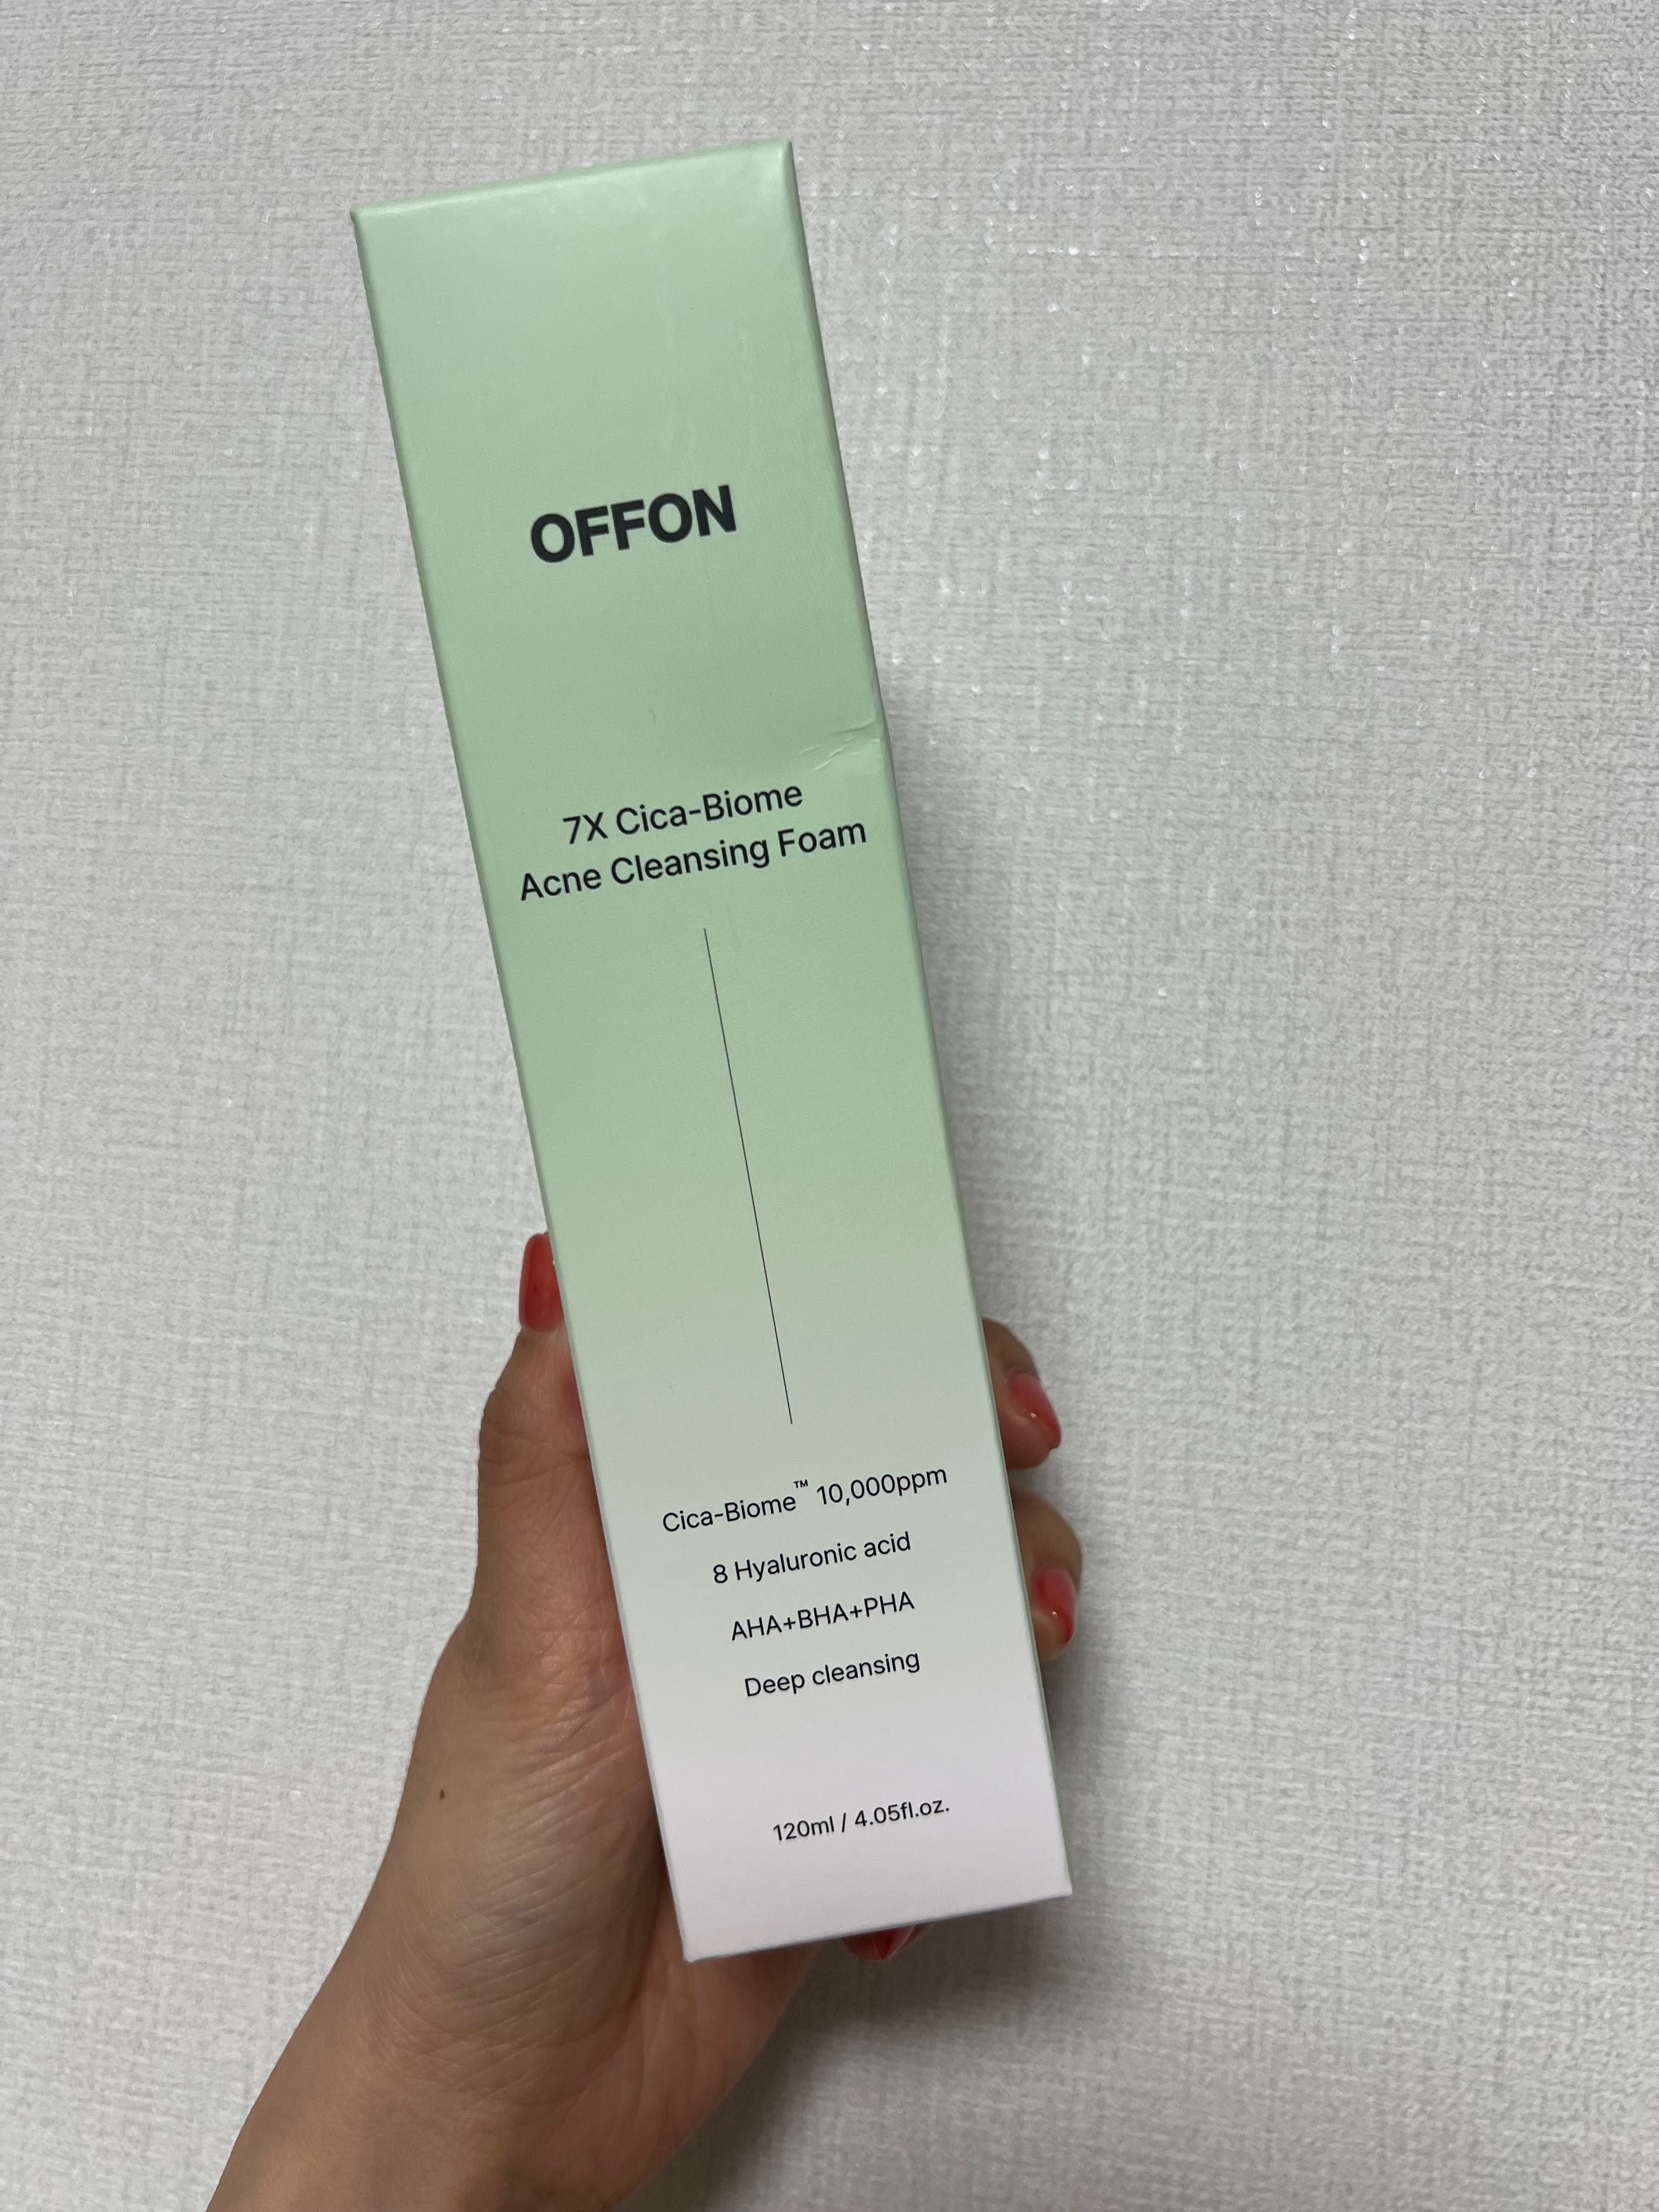 OFFON
7X Cica-Biome
Acne Cleansing Foam
Cica-Biome™ 10,000ppm
8 Hyaluronic acid
AHA+BHA+PHA
Deep cleansing
120ml / 4.05fl.oz.